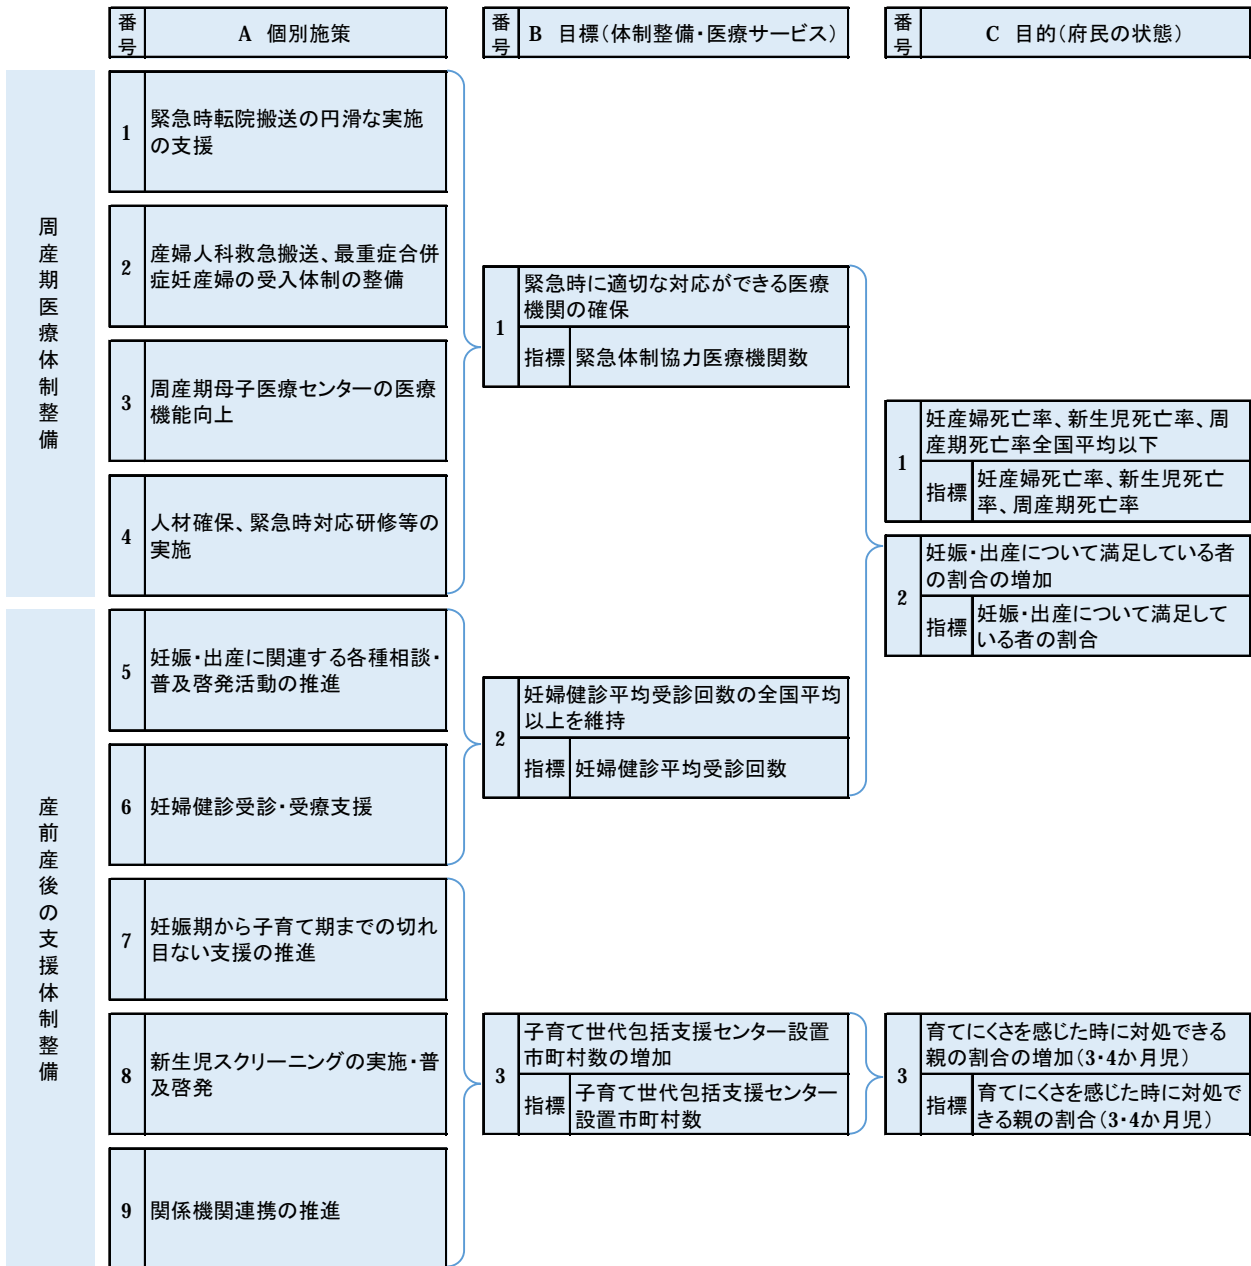 番号
A 個別施策
番号
B 目標(体制整備・医療サービス)
番号
C 目的(府民の状態)
周産期医療体制整備
1
緊急時転院搬送の円滑な実施
の支援
2
産婦人科救急搬送、最重症合併
症妊産婦の受入体制の整備
3
周産期母子医療センターの医療
機能向上
4
人材確保、緊急時対応研修等の
実施
産前産後の支援体制整備
5
妊娠・出産に関連する各種相談・
普及啓発活動の推進
6
妊婦健診受診・受療支援
7
妊娠期から子育て期までの切れ
目ない支援の推進
8
新生児スクリーニングの実施・普
及啓発
9
関係機関連携の推進
1
緊急時に適切な対応ができる医療
機関の確保
指標
緊急体制協力医療機関数
2
妊婦健診平均受診回数の全国平均
以上を維持
指標
妊婦健診平均受診回数
3
子育て世代包括支援センター設置
市町村数の増加
指標
子育て世代包括支援センター
設置市町村数
1
妊産婦死亡率、新生児死亡率、周
産期死亡率全国平均以下
指標
妊産婦死亡率、新生児死亡
率、周産期死亡率
2
妊娠・出産について満足している者
の割合の増加
指標
妊娠・出産について満足して
いる者の割合
3
育てにくさを感じた時に対処できる
親の割合の増加(3・4か月児)
指標
育てにくさを感じた時に対処で
きる親の割合(3・4か月児)